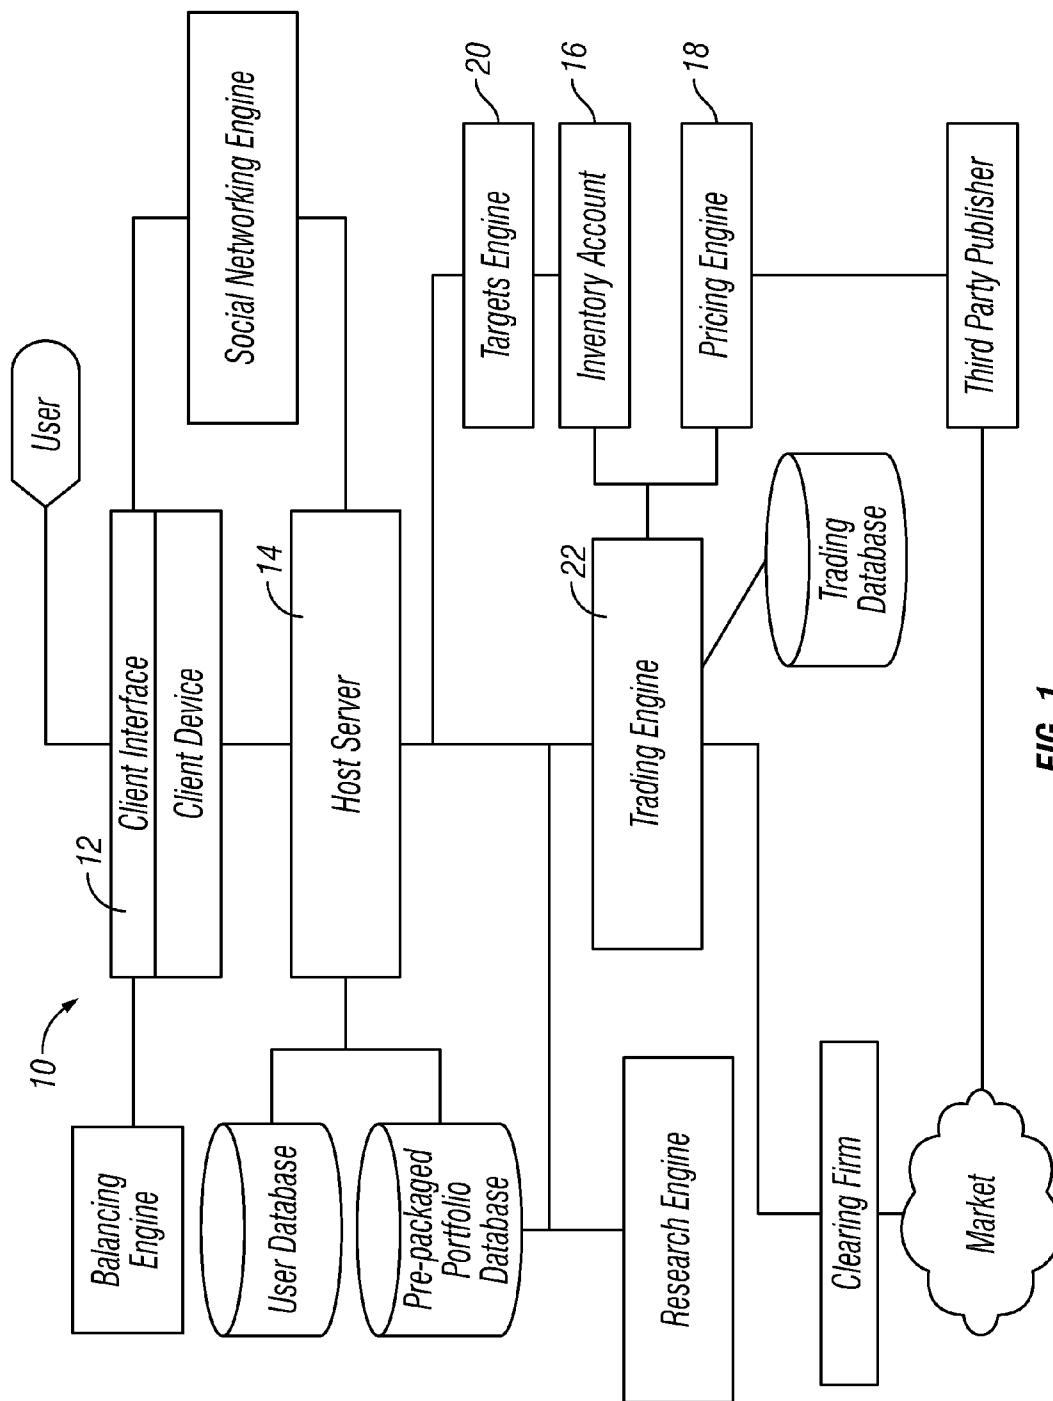 User
10
12
Balancing
Engine
Client Interface
Client Device
Social Networking Engine
14
User Database
Host Server
Pre-packaged
Portfolio
Database
20
Targets Engine
16
Inventory Account
22
18
Research Engine
Trading Engine
Pricing Engine
Trading
Database
Clearing Firm
Market
Third Party Publisher
FIG. 1